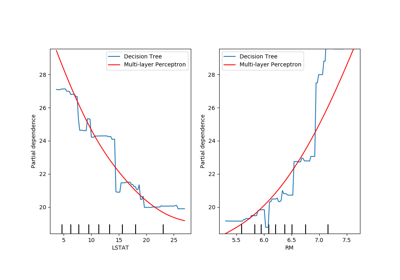 Decision Tree
Multi-layer Perceptron
28
26
24
22
20
Partial dependence
5
10
15
20
25
LSTAT
Decision Tree
Multi-layer Perceptron
28
26
24
22
20
Partial dependence
5.5
6.0
6.5
7.0
7.5
RM